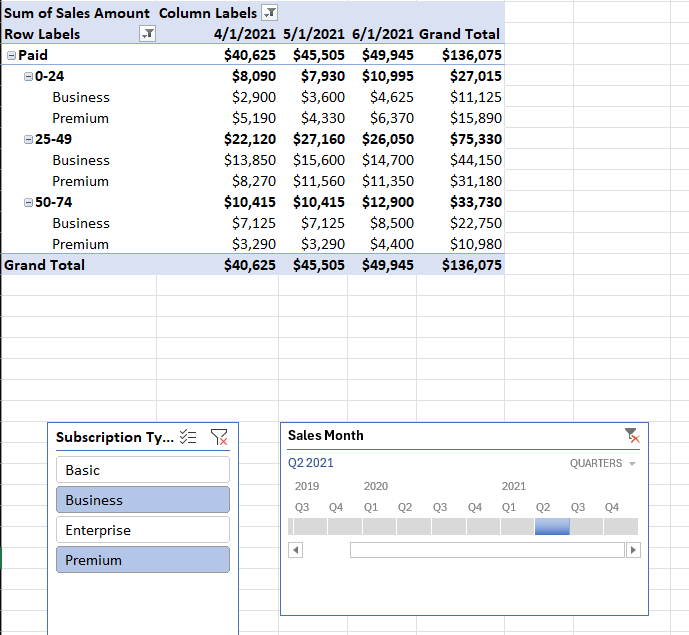 Sum of Sales Amount Column Labels
Row Labels 4/1/2021 5/1/2021 6/1/2021 Grand Total
Paid $40,625 $45,505 $49,945 $136,075
0-24 $8,090 $7,930 $10,995 $27,015
Business $2,900 $3,600 $4,625 $11,125
Premium $5,190 $4,330 $6,370 $15,890
25-49 $22,120 $27,160 $26,050 $75,330
Business $13,850 $15,600 $14,700 $44,150
Premium $8,270 $11,560 $11,350 $31,180
50-74 $10,415 $10,415 $12,900 $33,730
Business $7,125 $7,125 $8,500 $22,750
Premium $3,290 $3,290 $4,400 $10,980
Grand Total $40,625 $45,505 $49,945 $136,075
Subscription Ty...
Basic
Business
Enterprise
Premium
Sales Month
Q2 2021 QUARTERS
2019 2020 2021
Q3 Q4 Q1 Q2 Q3 Q4 Q1 Q2 Q3 Q4